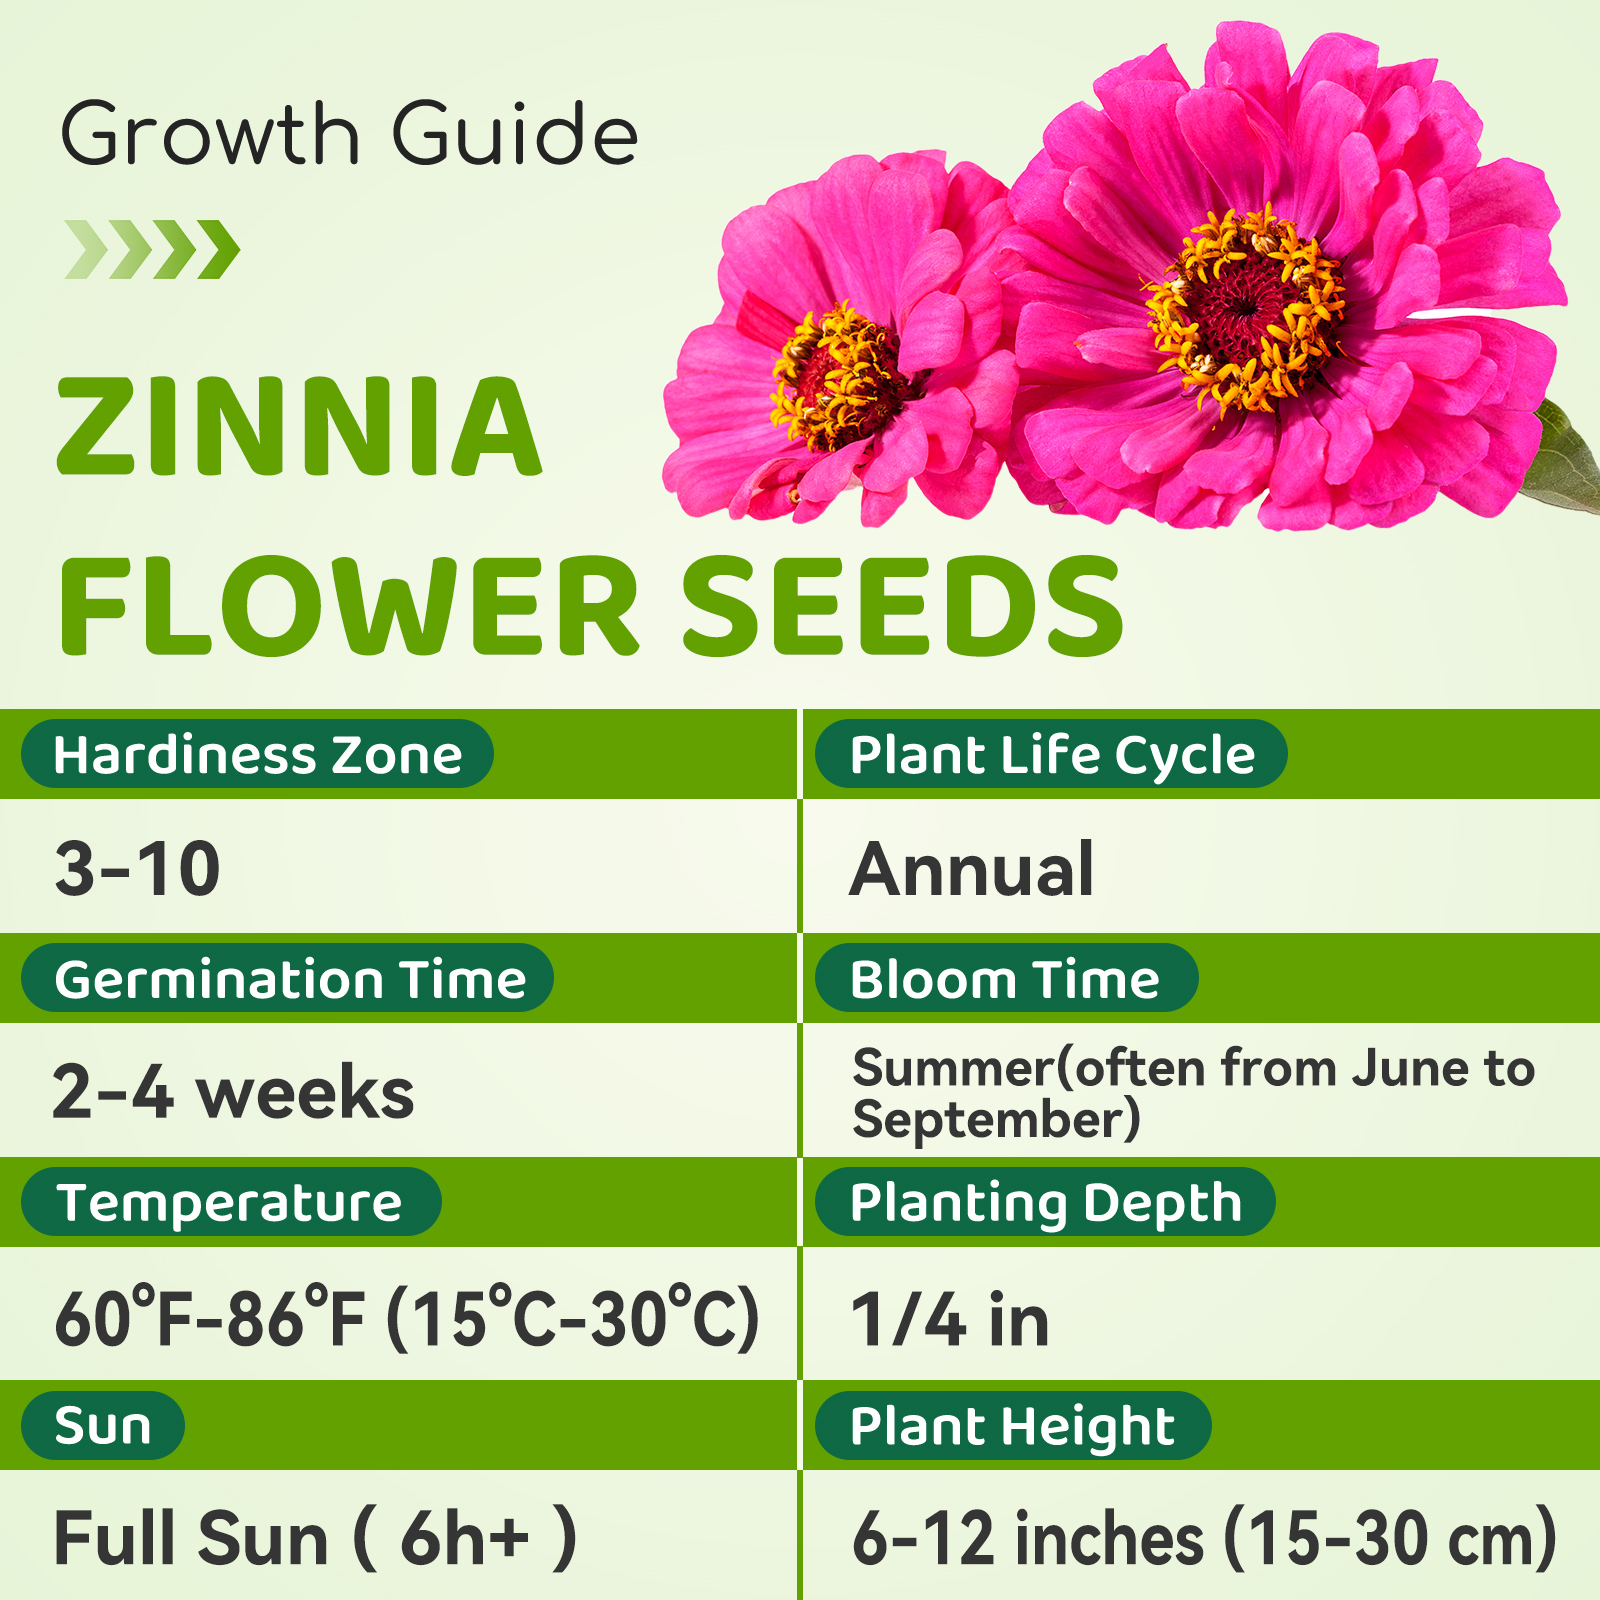 Growth Guide
ZINNIA
FLOWER SEEDS
Hardiness Zone
3-10
Plant Life Cycle
Annual
Germination Time
2-4 weeks
Bloom Time
Summer(often from June to
September)
Temperature
60°F-86°F (15°C-30°C)
Planting Depth
1/4 in
Sun
Full Sun ( 6h+ )
Plant Height
6-12 inches (15-30 cm)